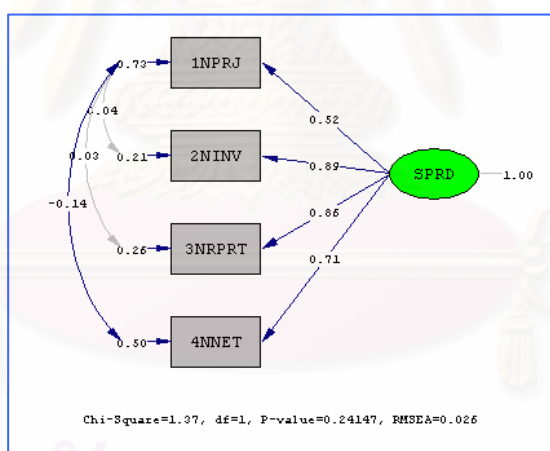 0.73
1NPRJ
0.04
0.52
0.03
0.21
2NINV
0.89
SPRD
1.00
-0.14
0.86
0.26
3NRPRT
0.71
0.50
4NNET
Chi-Square=1.37, df=1, P-value=0.24147, RMSEA=0.026